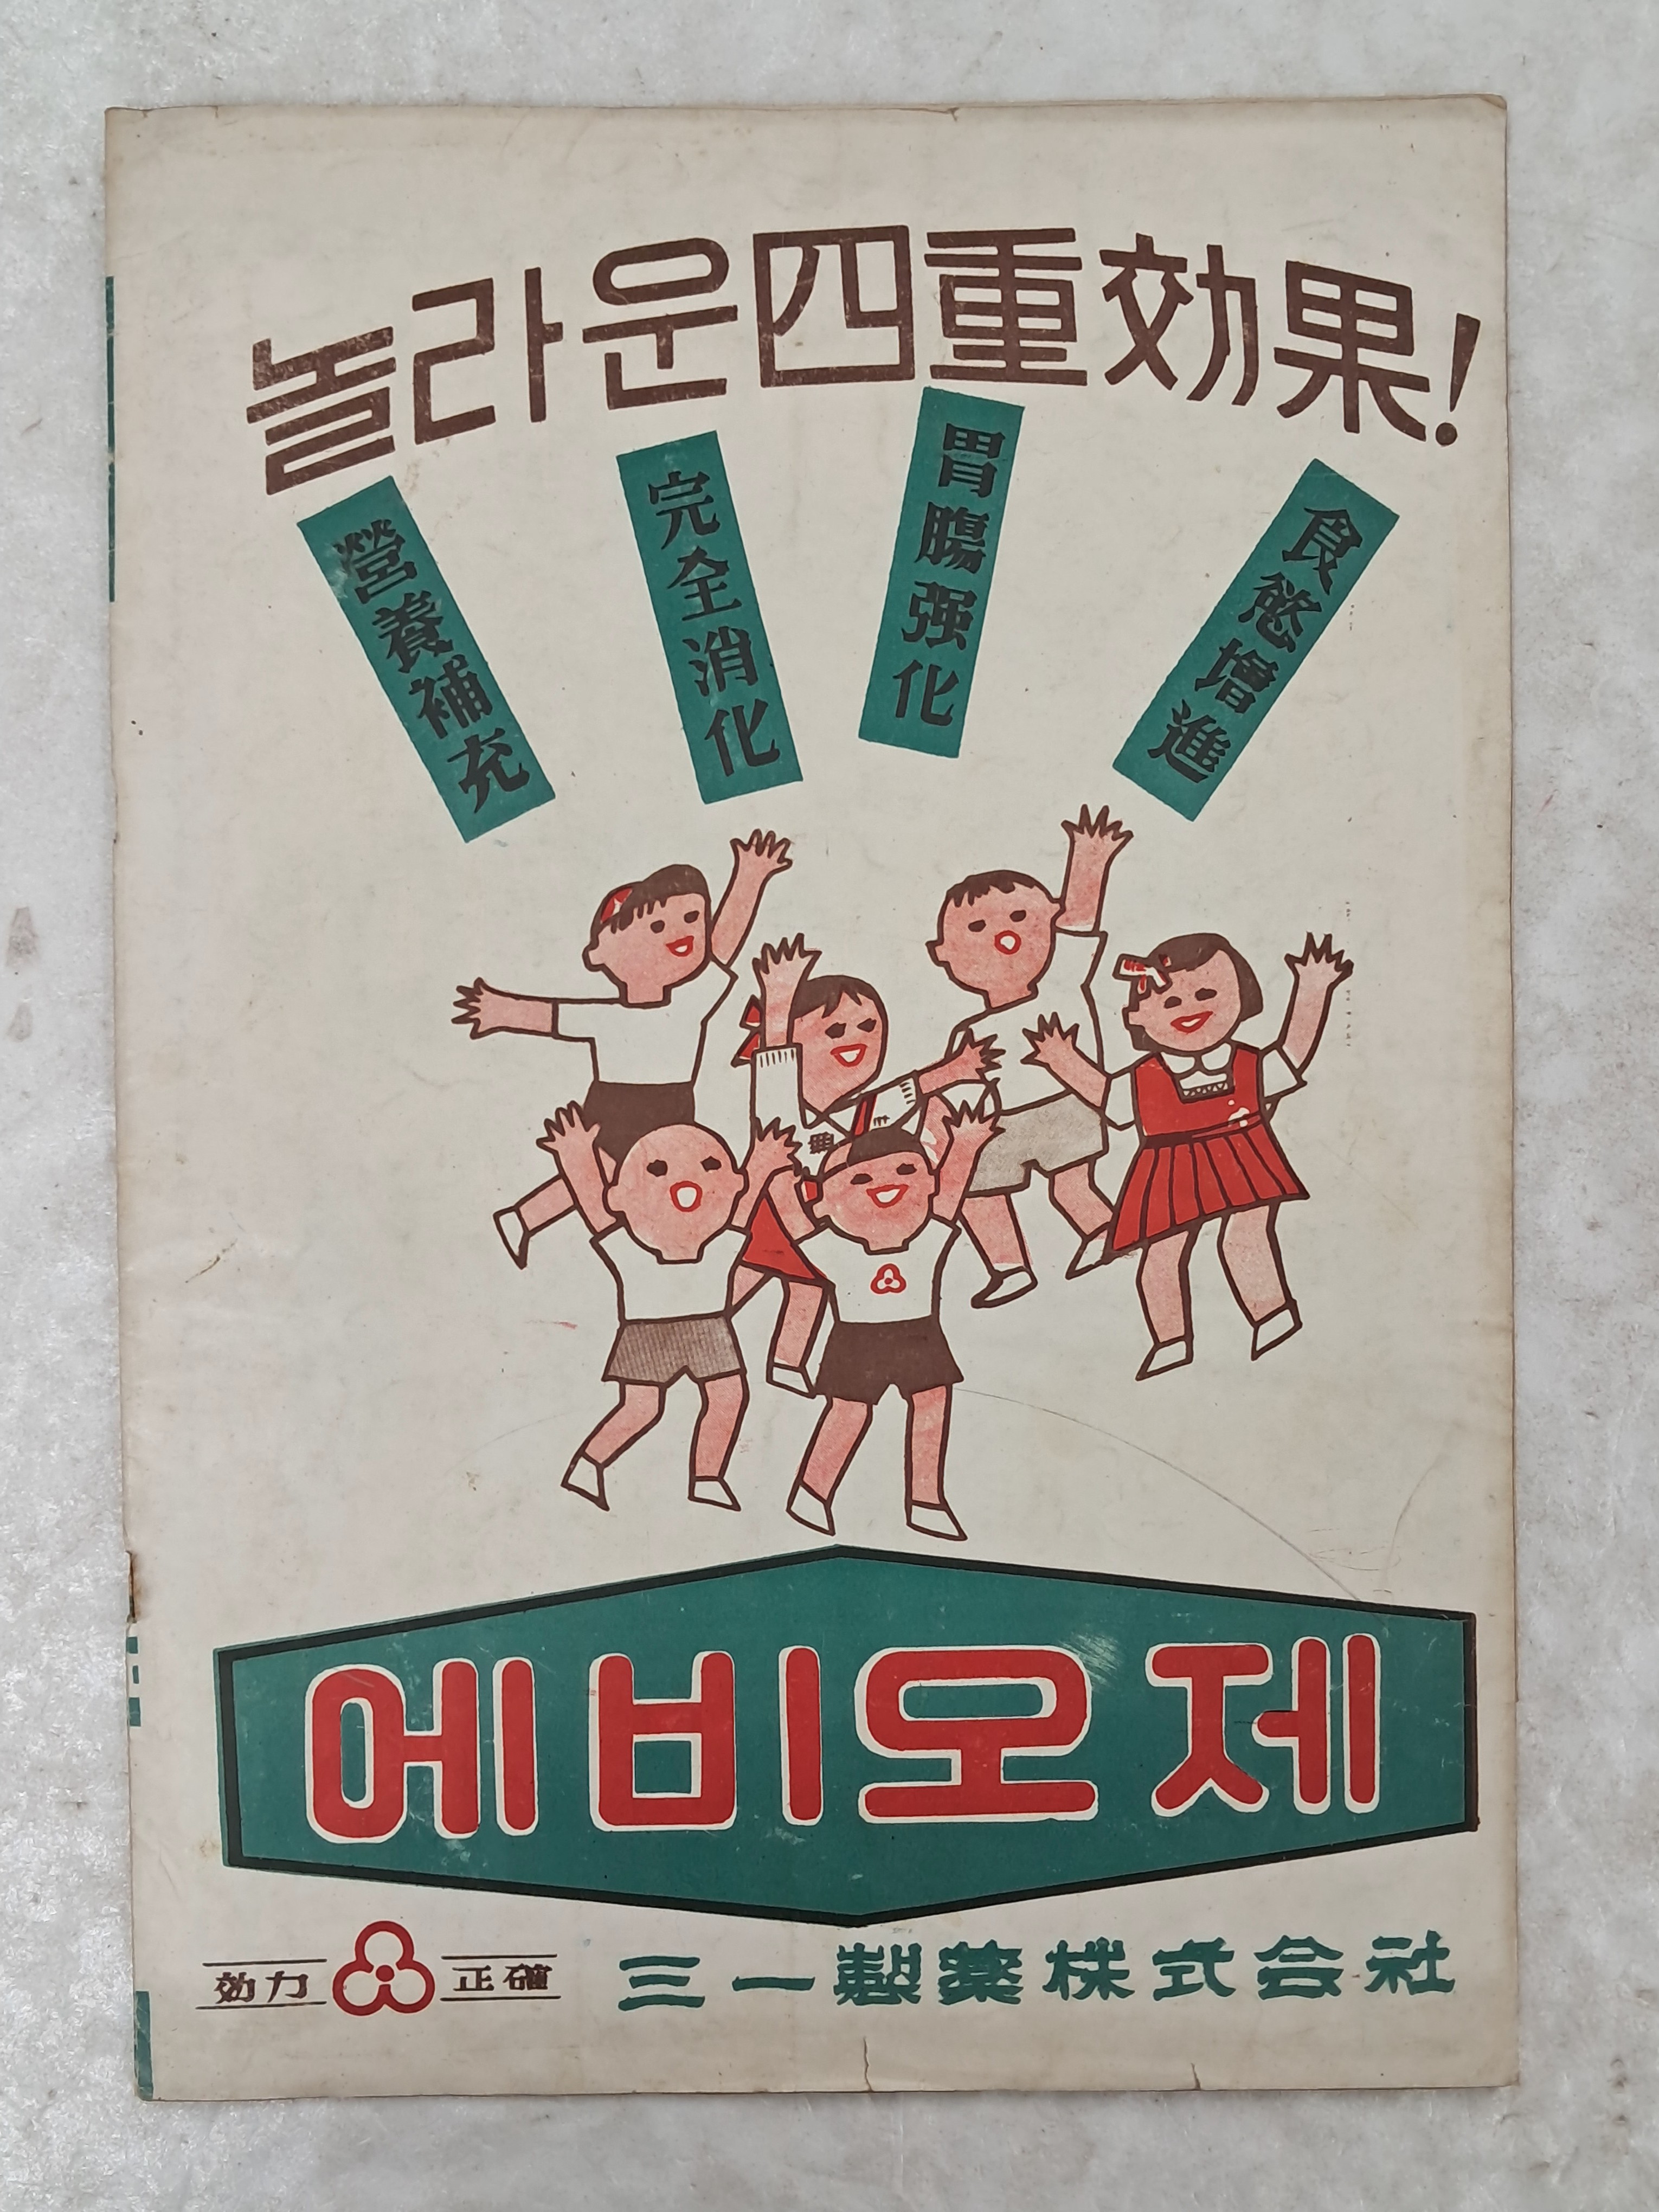 놀라운四重効果!
營養補充
完全消化
胃腸强化
食慾增進
에비오제
効力 正確
三一製藥株式会社